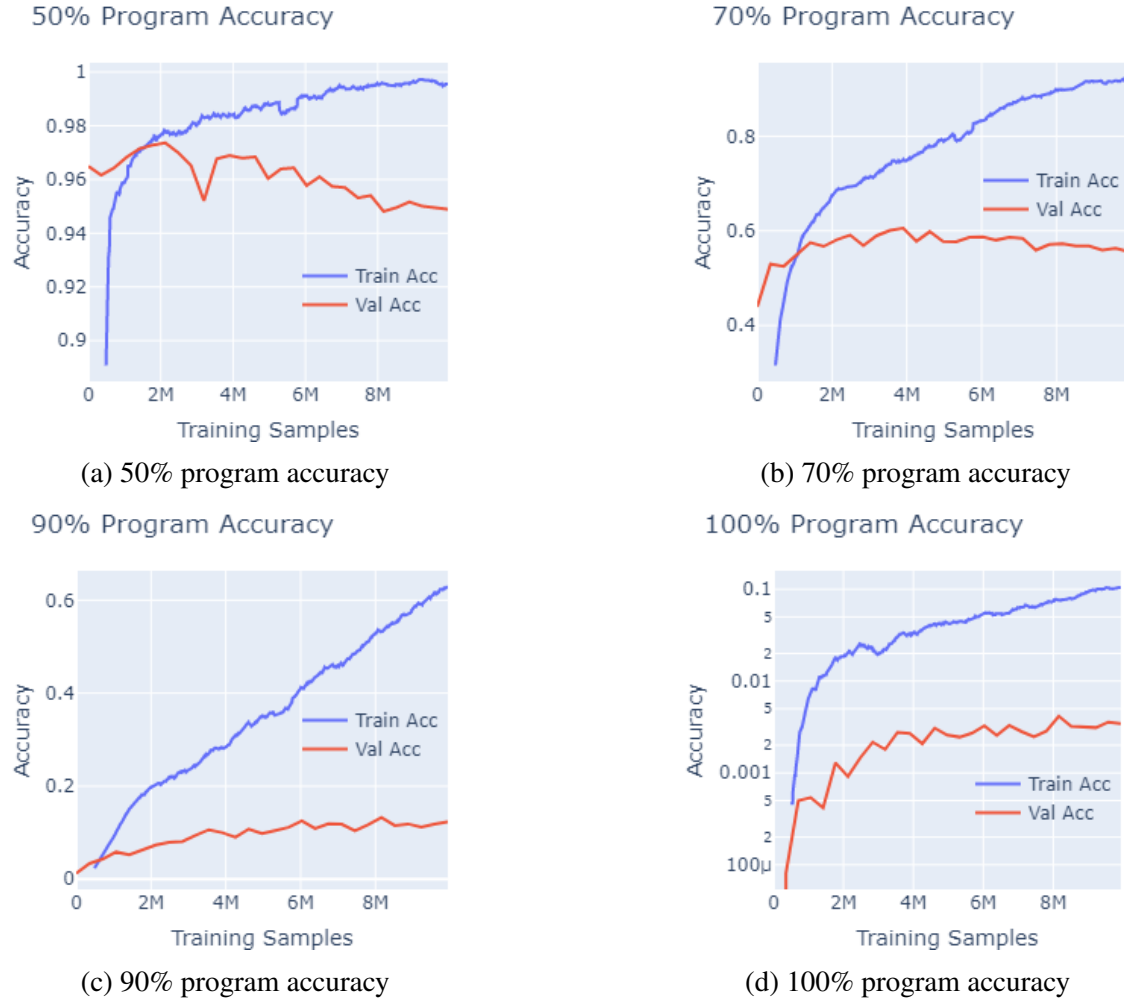 50% Program Accuracy
1
0.98
0.96
0.94
0.92
0.9
Accuracy
Train Acc
Val Acc
0 2M 4M 6M 8M
Training Samples
(a) 50% program accuracy
70% Program Accuracy
0.8
0.6
0.4
Accuracy
Train Acc
Val Acc
0 2M 4M 6M 8M
Training Samples
(b) 70% program accuracy
90% Program Accuracy
0.6
0.4
0.2
0
Accuracy
Train Acc
Val Acc
0 2M 4M 6M 8M
Training Samples
(c) 90% program accuracy
100% Program Accuracy
0.1
5
2
0.01
5
2
0.001
5
2
100μ
Accuracy
Train Acc
Val Acc
0 2M 4M 6M 8M
Training Samples
(d) 100% program accuracy